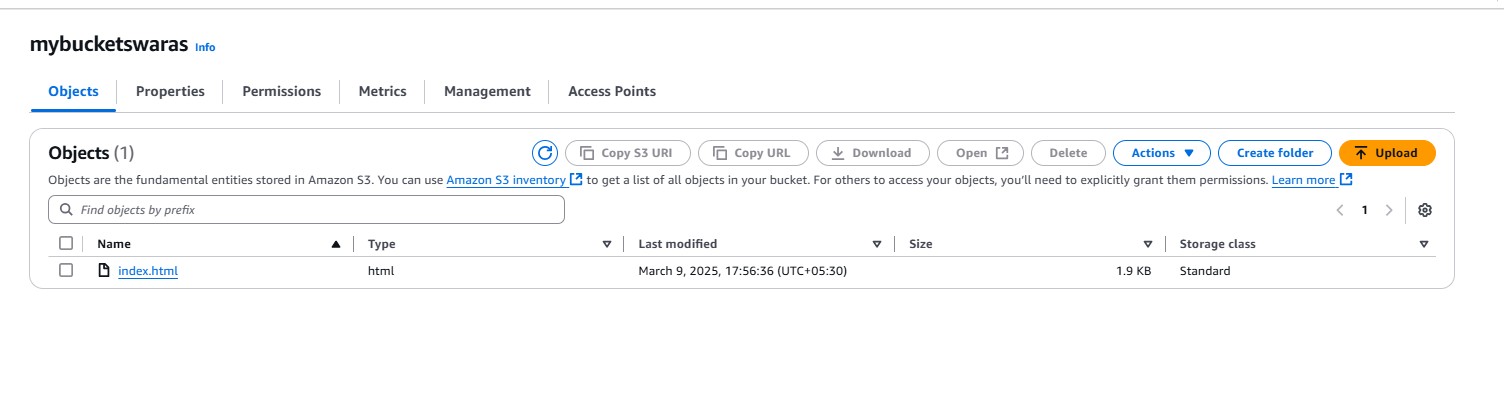 mybucketswaras Info
Objects Properties Permissions Metrics Management Access Points
Objects (1) Copy S3 URI Copy URL Download Open Delete Actions Create folder Upload
Objects are the fundamental entities stored in Amazon S3. You can use Amazon S3 inventory to get a list of all objects in your bucket. For others to access your objects, you'll need to explicitly grant them permissions. Learn more
Find objects by prefix 1
Name Type Last modified Size Storage class
index.html html March 9, 2025, 17:56:36 (UTC+05:30) 1.9 KB Standard